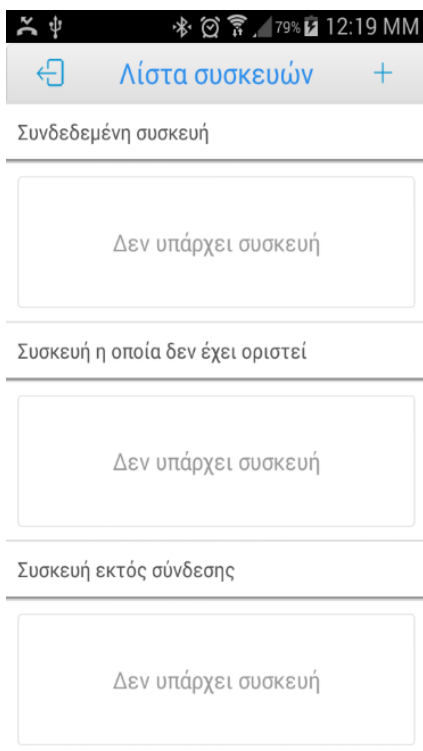 79% 12:19 ΜΜ
Λίστα συσκευών +
Συνδεδεμένη συσκευή
Δεν υπάρχει συσκευή
Συσκευή η οποία δεν έχει οριστεί
Δεν υπάρχει συσκευή
Συσκευή εκτός σύνδεσης
Δεν υπάρχει συσκευή